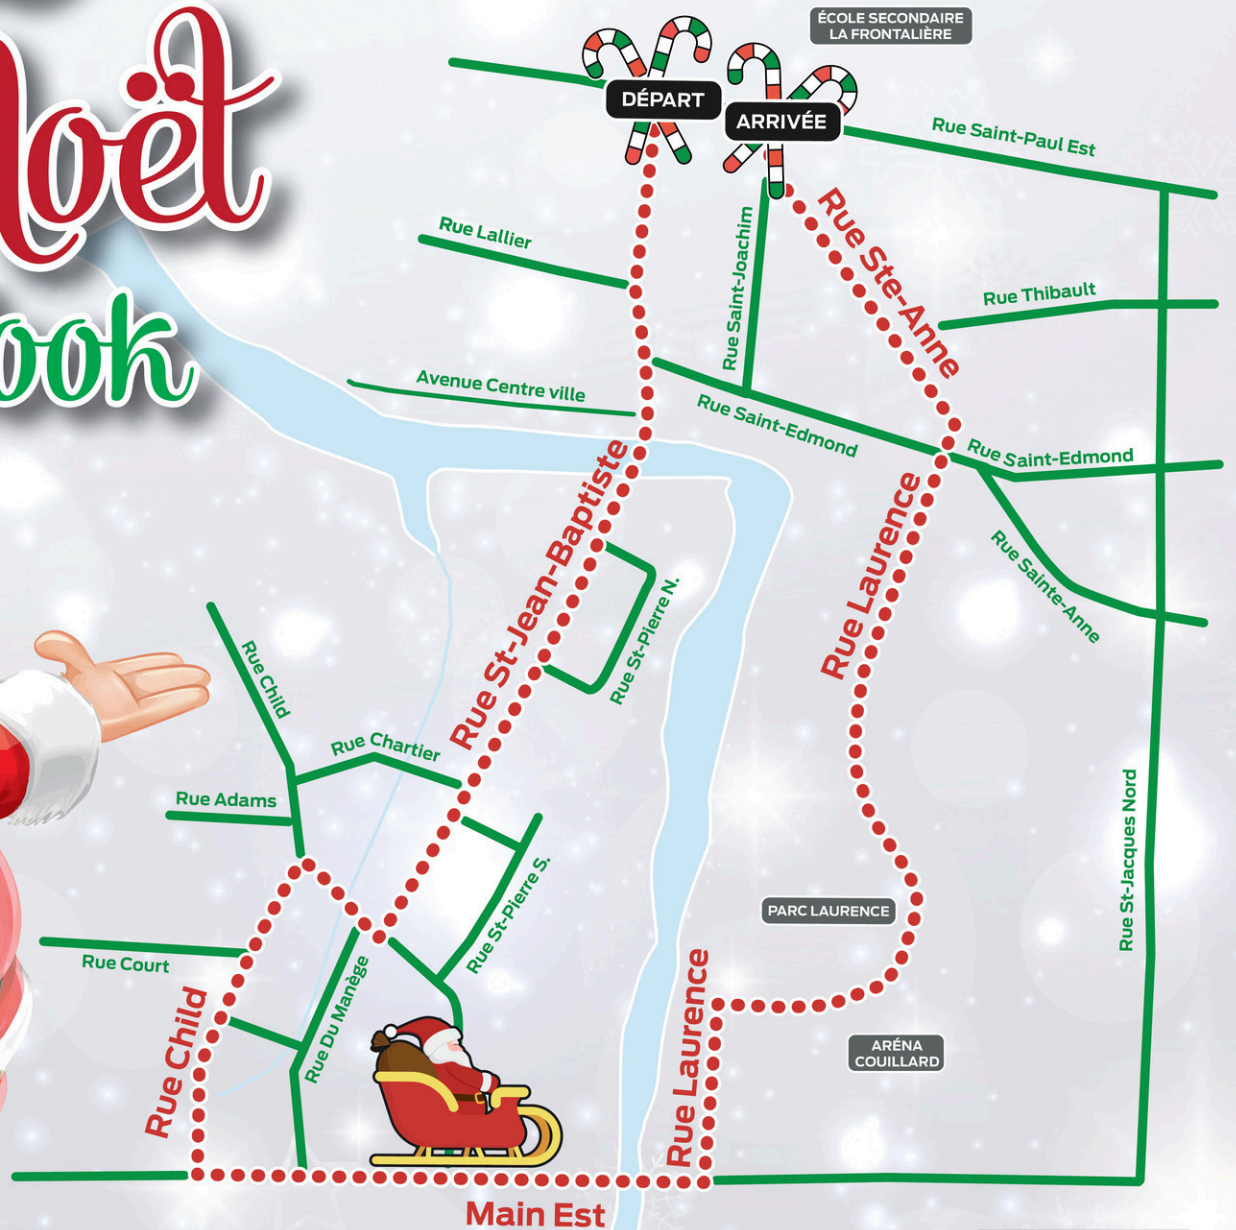 Noël
ook
ÉCOLE SECONDAIRE
LA FRONTALIÈRE
DÉPART
ARRIVÉE
Rue Saint-Paul Est
Rue Lallier
Rue Saint-Joachim
Rue Ste-Anne
Rue Thibault
Avenue Centre ville
Rue Saint-Edmond
Rue Saint-Edmond
Rue St-Jean-Baptiste
Rue Laurence
Rue Sainte-Anne
Rue St-Pierre N.
Rue Child
Rue Chartier
Rue Adams
Rue St-Jacques Nord
Rue St-Pierre S.
PARC LAURENCE
Rue Court
Rue Du Manège
Rue Child
Rue Laurence
ARÉNA
COUILLARD
Main Est